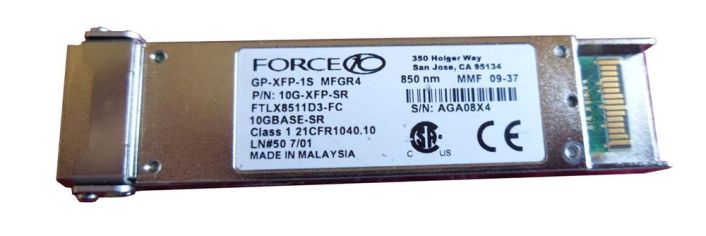 FORCE10
GP-XFP-1S MFGR4
P/N: 10G-XFP-SR
FTLX8511D3-FC
10GBASE-SR
Class 1 21CFR1040.10
LN#50 7/01
MADE IN MALAYSIA
350 Holger Way
San Jose, CA 95134
850 nm MMF 09-37
S/N: AGA08X4
C US